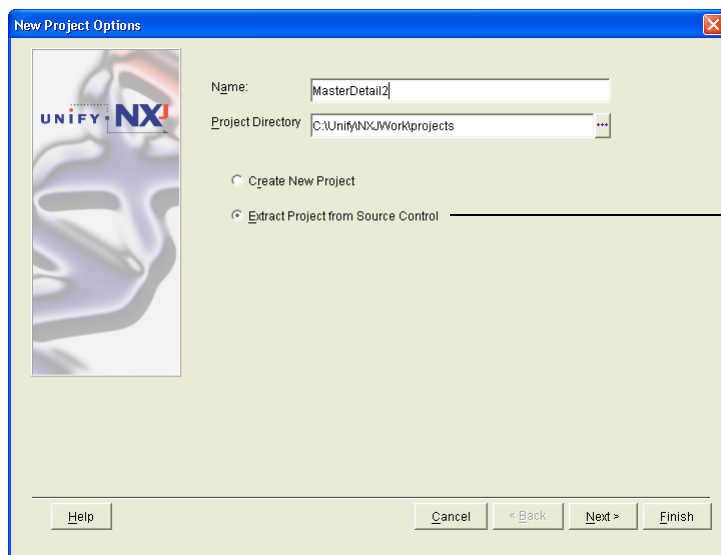 New Project Options
UNIFY NXJ
Name: MasterDetail2
Project Directory C:\Unify\NXJWork\projects ...
Create New Project
Extract Project from Source Control
Help Cancel < Back Next > Finish